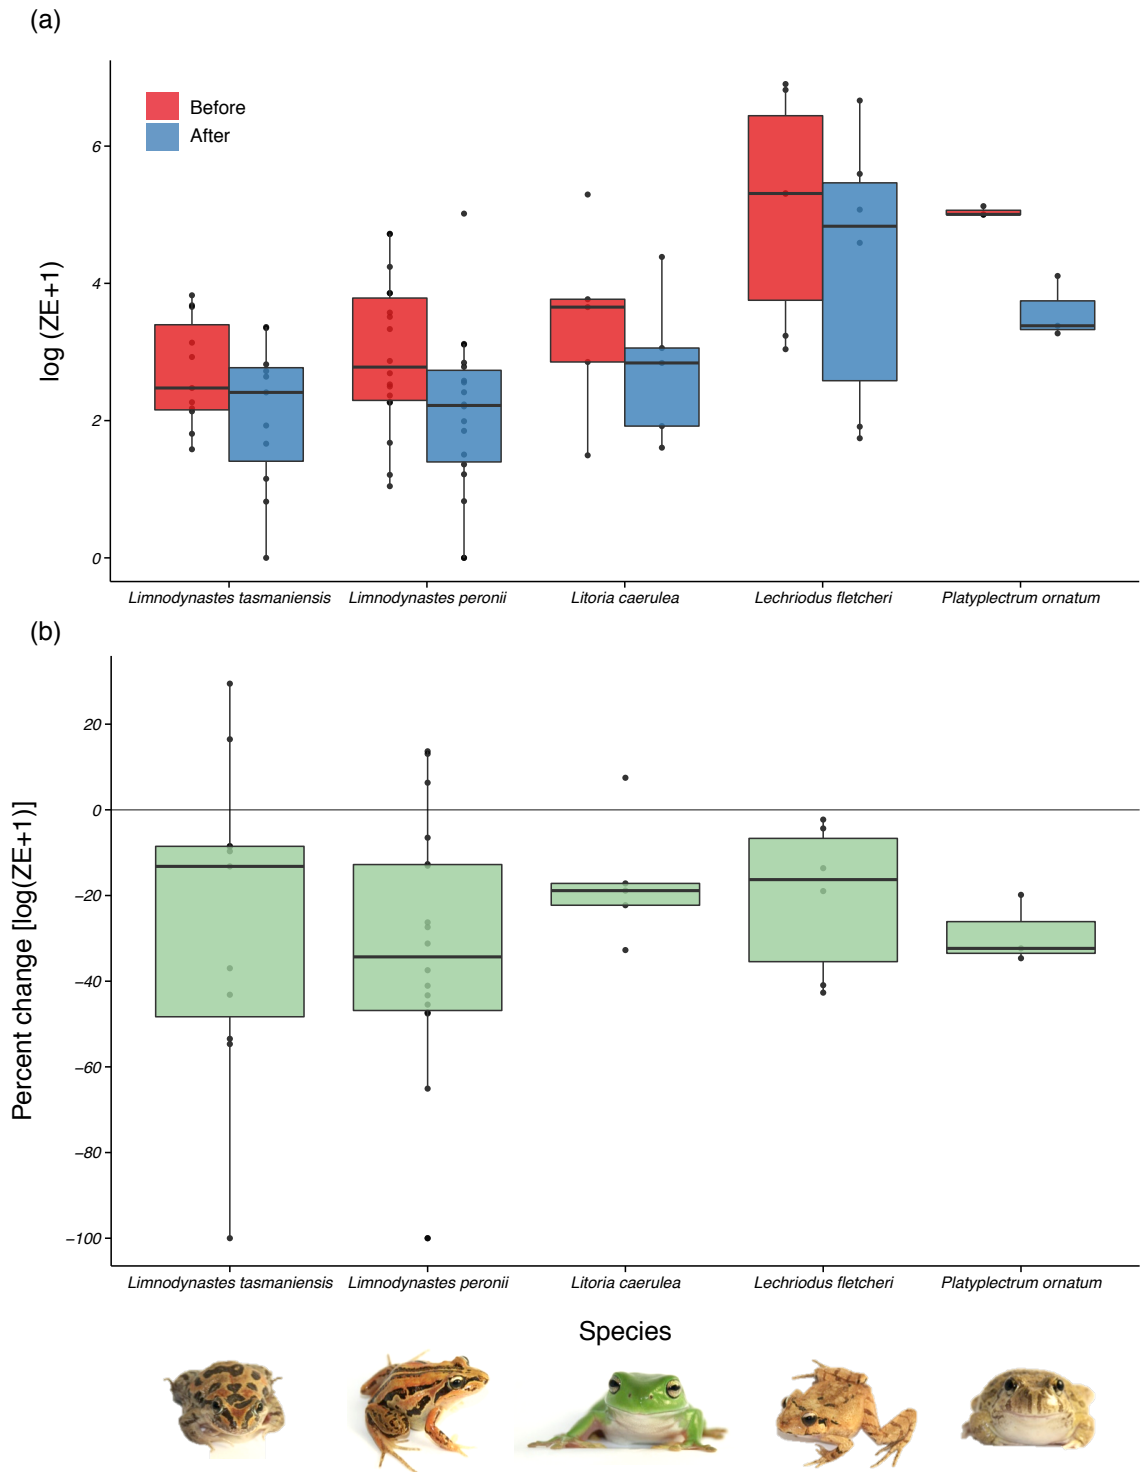 (a)
Before
After
6
4
2
0
log (ZE+1)
Limnodynastes tasmaniensis Limnodynastes peronii Litoria caerulea Lechriodus fletcheri Platyplectrum ornatum
(b)
20
0
−20
−40
−60
−80
−100
Percent change [log(ZE+1)]
Limnodynastes tasmaniensis Limnodynastes peronii Litoria caerulea Lechriodus fletcheri Platyplectrum ornatum
Species